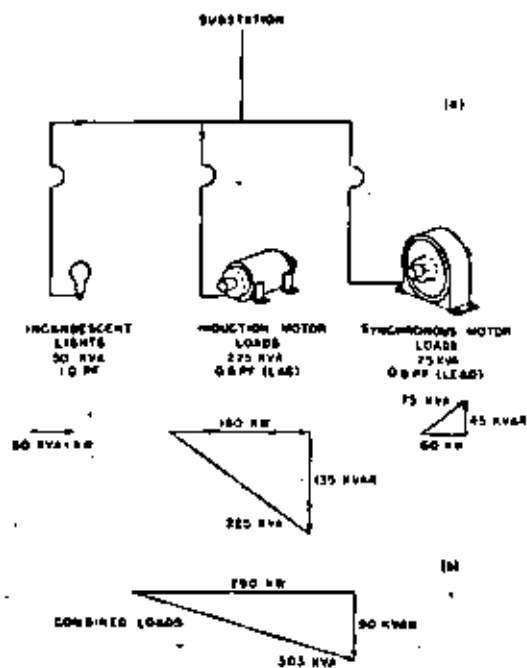 SUBSTATION
(a)
INCANDESCENT
LIGHTS
50 KVA
1.0 PF
INDUCTION MOTOR
LOADS
225 KVA
0.8 PF (LAG)
SYNCHRONOUS MOTOR
LOADS
75 KVA
0.8 PF (LEAD)
50 KVA=KW
180 KW
135 KVAR
225 KVA
75 KVA
45 KVAR
60 KW
(b)
290 KW
COMBINED LOADS
90 KVAR
303 KVA